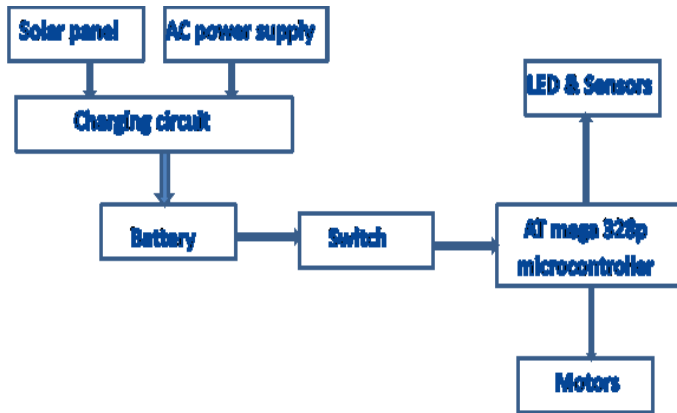 Solar panel
AC power supply
LED & Sensors
Charging circuit
Battery
Switch
AT mega 328p
microcontroller
Motors